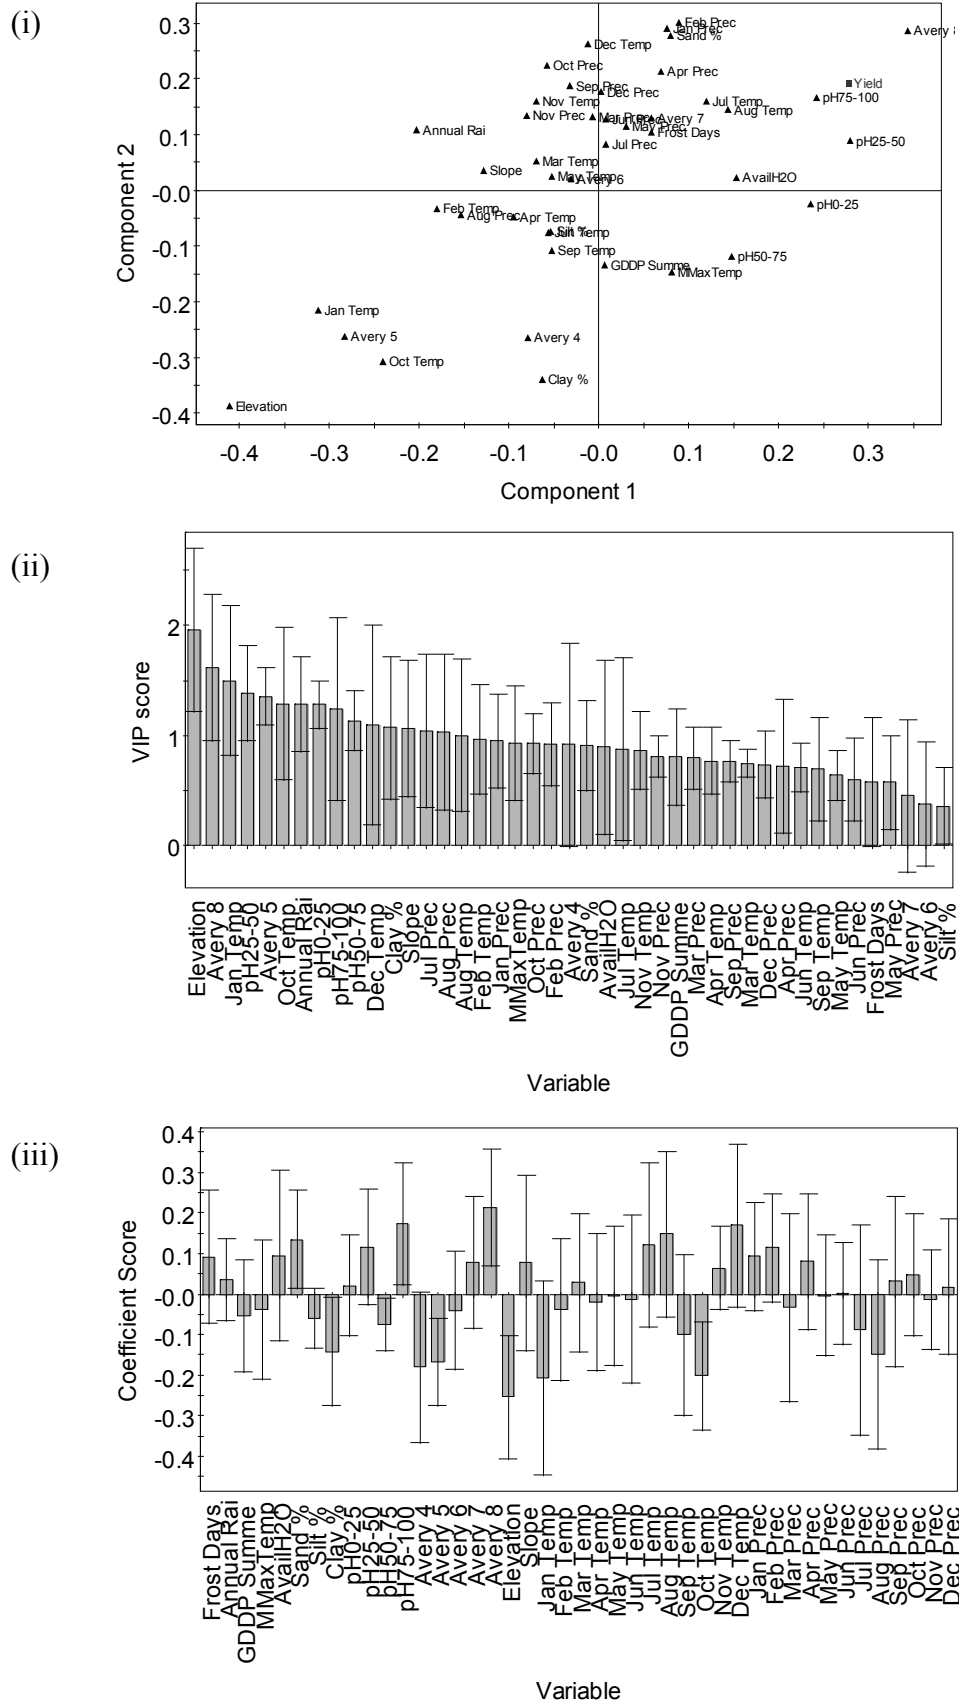 (i)
Component 2
0.3
0.2
0.1
-0.0
-0.1
-0.2
-0.3
-0.4
Feb Prec
Jan Prec
Sand %
Avery 8
Dec Temp
Oct Prec
Apr Prec
Yield
Sep Prec
Dec Prec
pH75-100
Nov Temp
Jul Temp
Aug Temp
Nov Prec
Mar Prec
Jun Prec
Avery 7
May Prec
Frost Days
Annual Rai
Jul Prec
pH25-50
Mar Temp
Slope
May Temp
Avery 6
AvailH2O
pH0-25
Feb Temp
Aug Prec
Apr Temp
Silt %
Jun Temp
Sep Temp
pH50-75
GDDP Summe
MMaxTemp
Jan Temp
Avery 5
Avery 4
Oct Temp
Clay %
Elevation
-0.4 -0.3 -0.2 -0.1 -0.0 0.1 0.2 0.3
Component 1
(ii)
VIP score
2
1
0
Elevation
Avery 8
Jan Temp
pH25-50
Avery 5
Oct Temp
Annual Rai
pH0-25
pH75-100
pH50-75
Dec Temp
Clay %
Slope
Jul Prec
Aug Prec
Aug Temp
Feb Temp
Jan Prec
MMaxTemp
Oct Prec
Feb Prec
Avery 4
Sand %
AvailH2O
Jul Temp
Nov Temp
Nov Prec
GDDP Summe
Mar Prec
Apr Temp
Sep Prec
Mar Temp
Dec Prec
Apr Prec
Jun Temp
Sep Temp
May Temp
Jun Prec
Frost Days
May Prec
Avery 7
Avery 6
Silt %
Variable
(iii)
Coefficient Score
0.4
0.3
0.2
0.1
-0.0
-0.1
-0.2
-0.3
-0.4
Frost Days
Annual Rai
GDDP Summe
MMaxTemp
AvailH2O
Sand %
Silt %
Clay %
pH0-25
pH25-50
pH50-75
pH75-100
Avery 4
Avery 5
Avery 6
Avery 7
Avery 8
Elevation
Slope
Jan Temp
Feb Temp
Mar Temp
Apr Temp
May Temp
Jun Temp
Jul Temp
Aug Temp
Sep Temp
Oct Temp
Nov Temp
Dec Temp
Jan Prec
Feb Prec
Mar Prec
Apr Prec
May Prec
Jun Prec
Jul Prec
Aug Prec
Sep Prec
Oct Prec
Nov Prec
Dec Prec
Variable